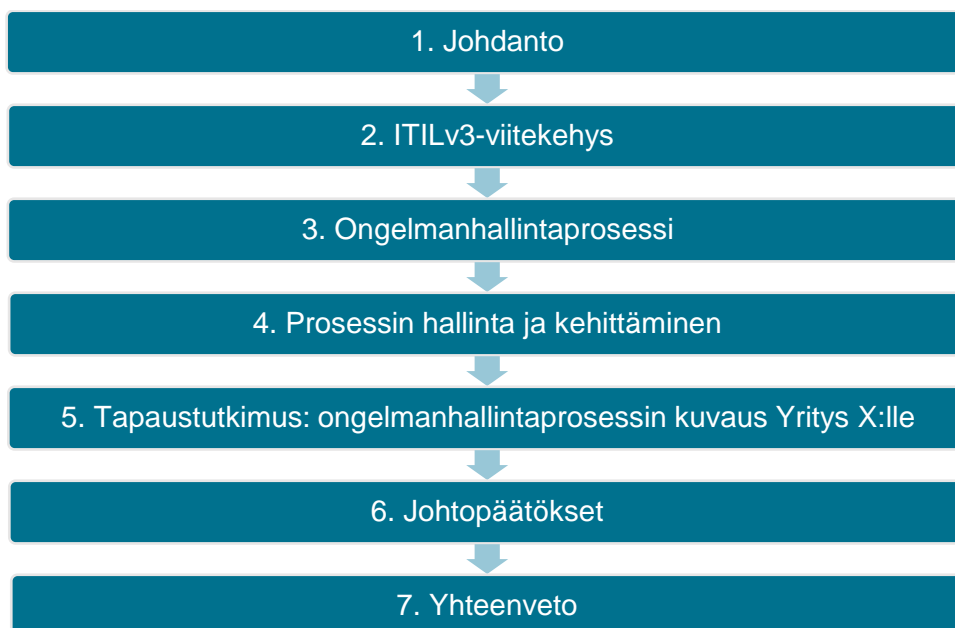 1. Johdanto
2. ITILv3-viitekehys
3. Ongelmanhallintaprosessi
4. Prosessin hallinta ja kehittäminen
5. Tapaustutkimus: ongelmanhallintaprosessin kuvaus Yritys X:lle
6. Johtopäätökset
7. Yhteenveto